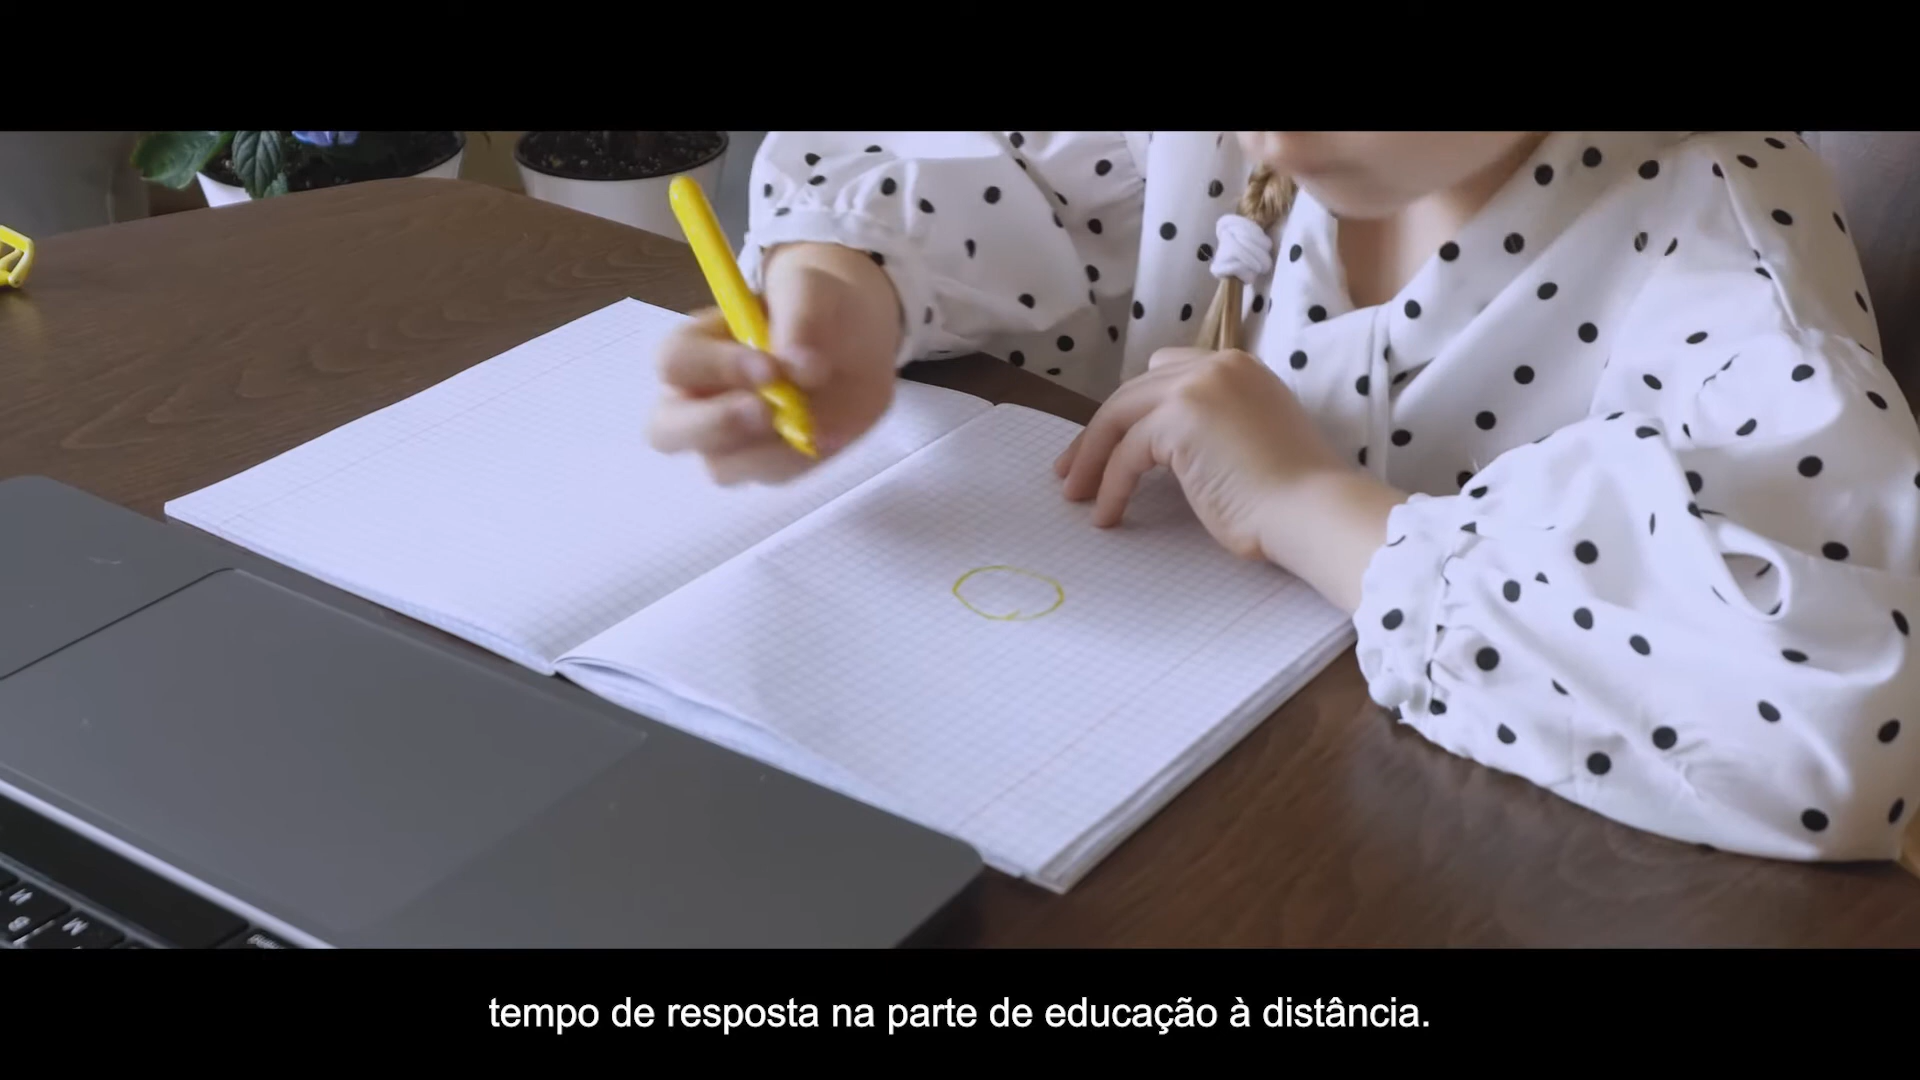 tempo de resposta na parte de educação à distância.